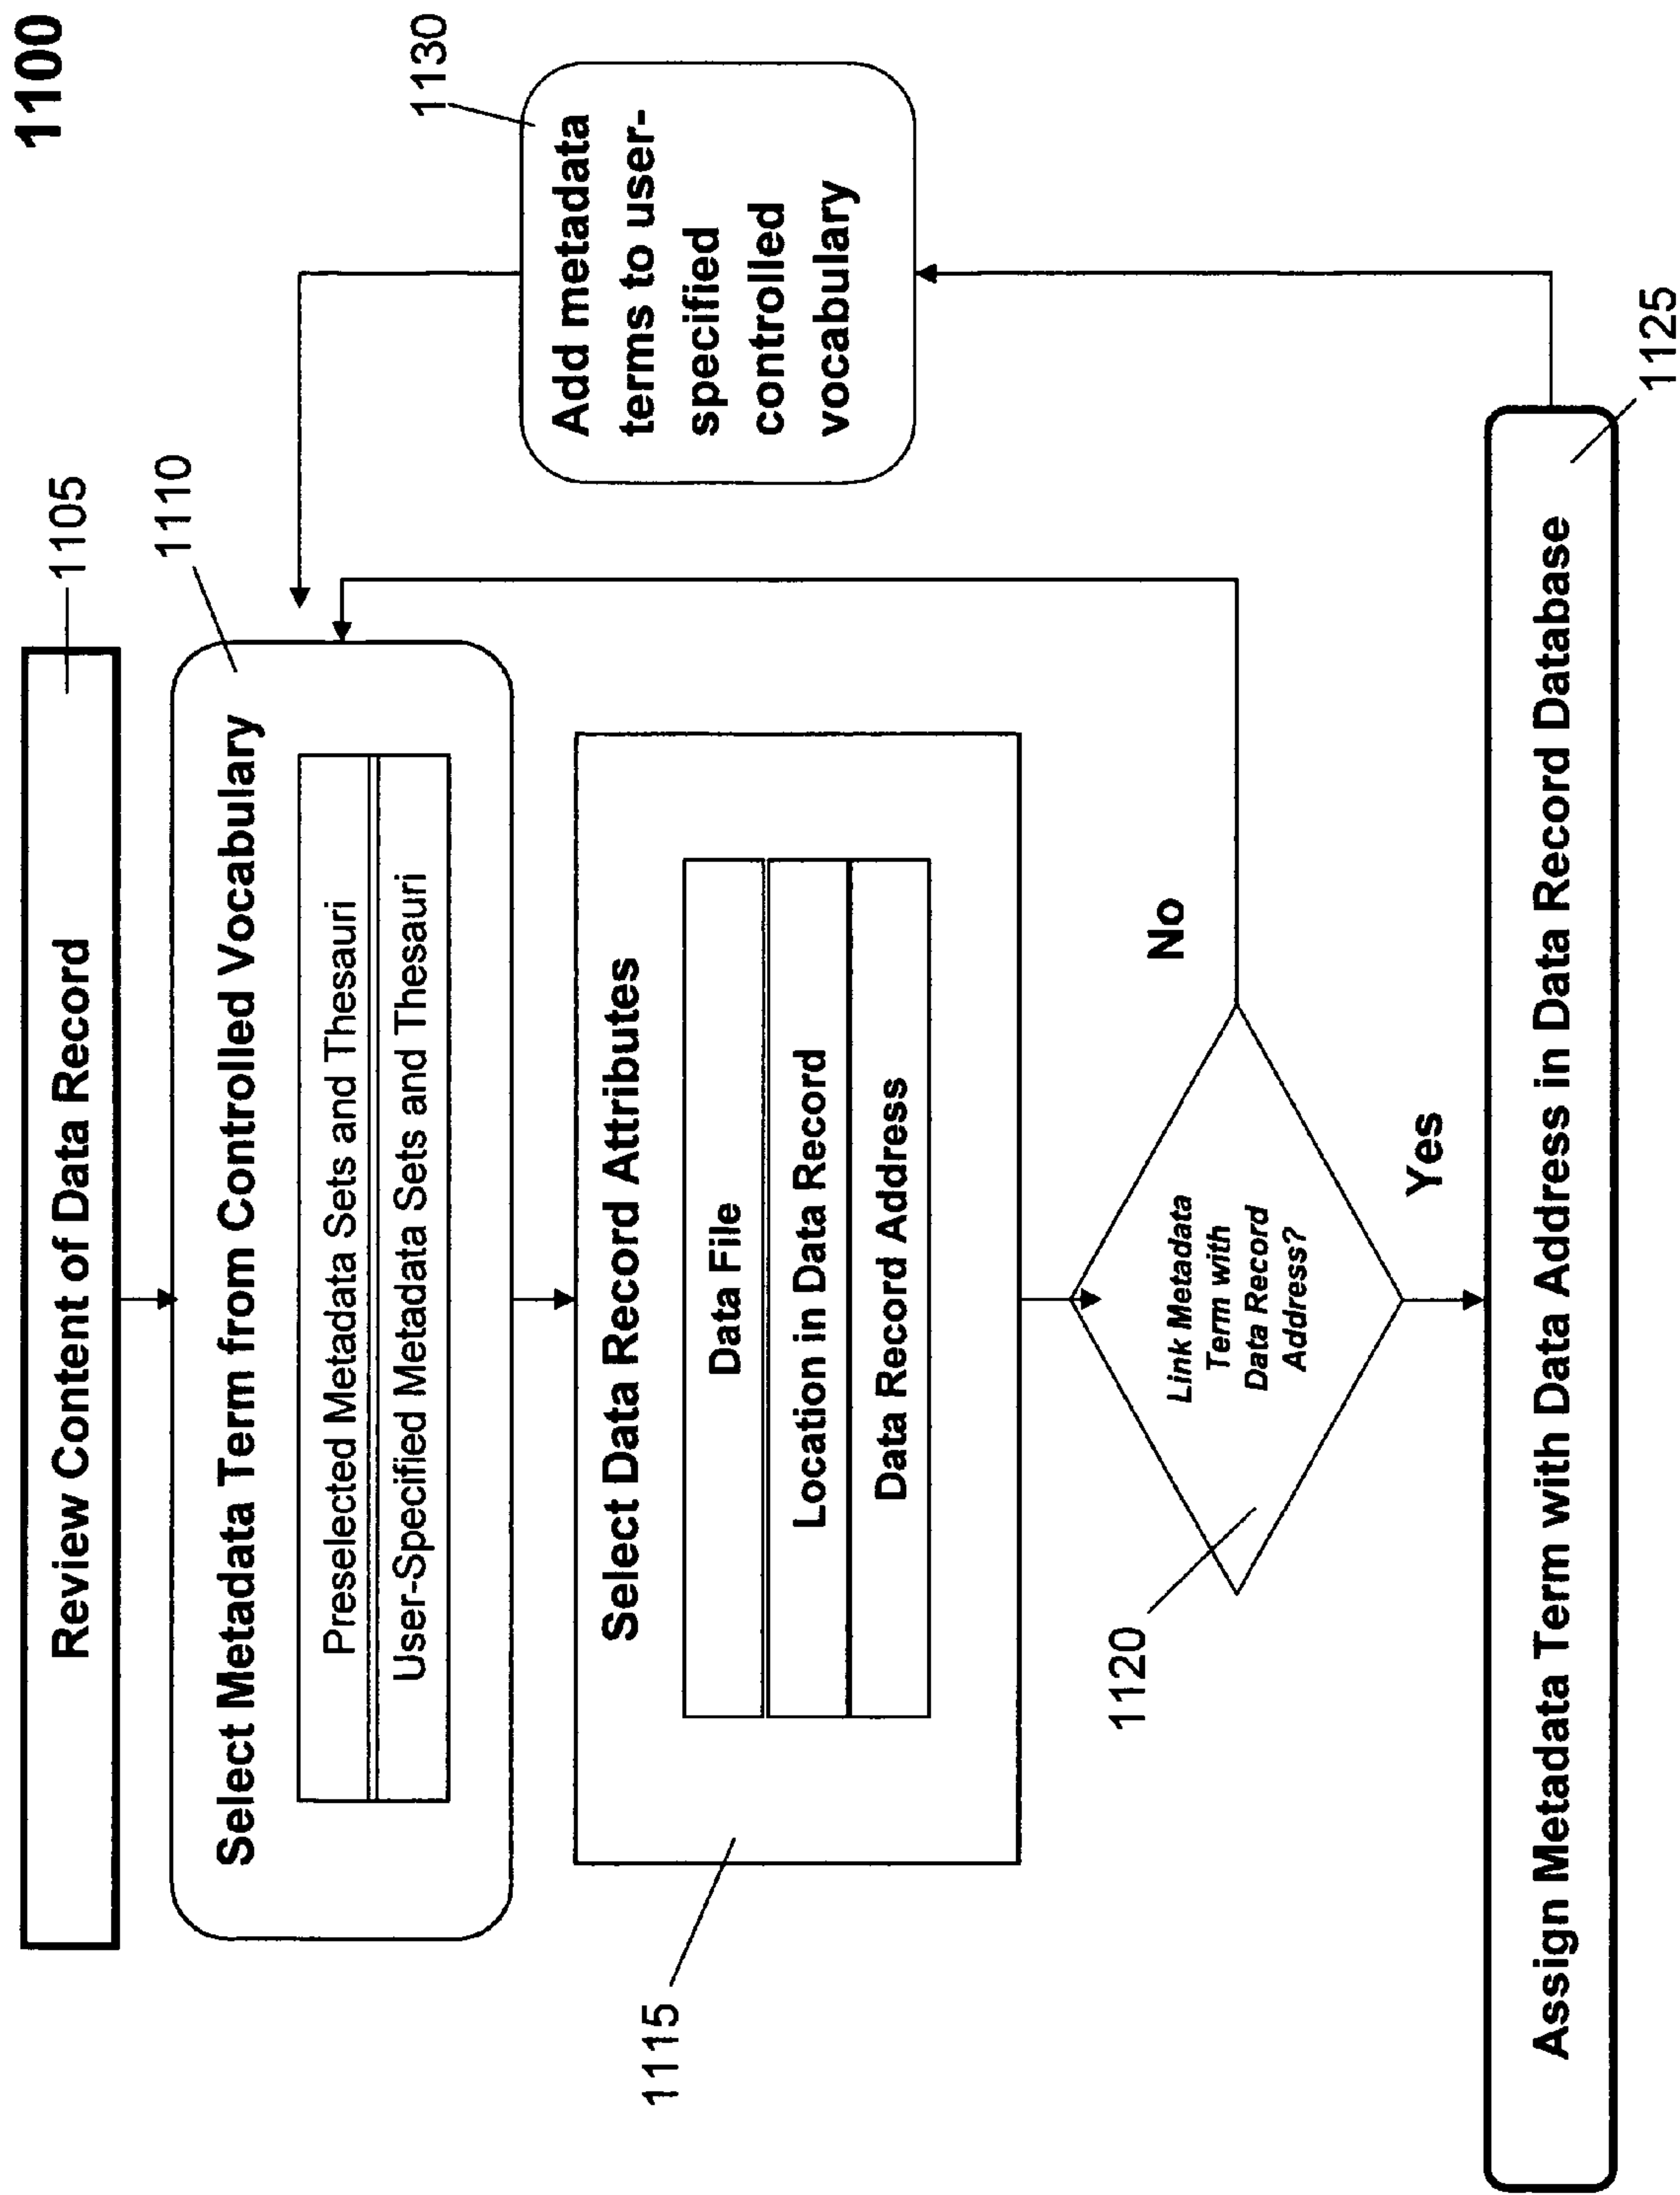 1100
Review Content of Data Record
1105
1110
Select Metadata Term from Controlled Vocabulary
Preselected Metadata Sets and Thesauri
User-Specified Metadata Sets and Thesauri
1115
Select Data Record Attributes
Data File
Location in Data Record
Data Record Address
1120
Link Metadata
Term with
Data Record
Address?
No
Yes
Assign Metadata Term with Data Address in Data Record Database
1125
1130
Add metadata
terms to user-
specified
controlled
vocabulary